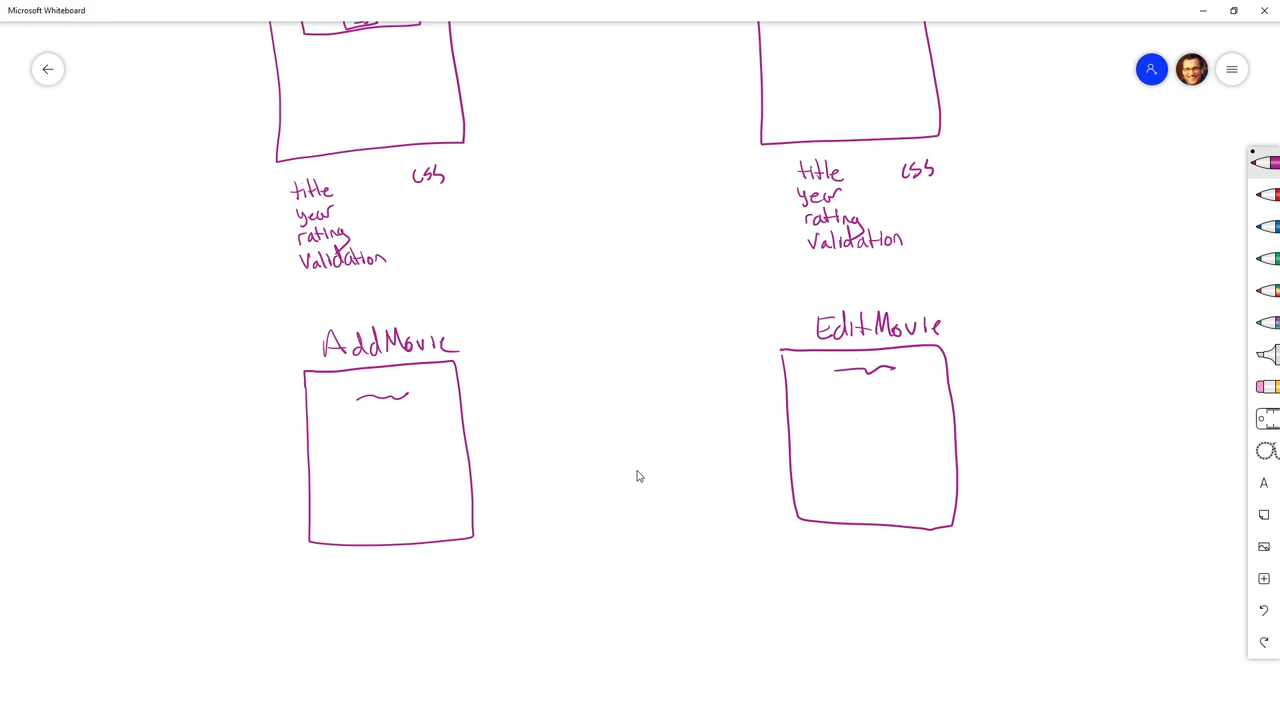 Microsoft Whiteboard
title
css
year
rating
validation
title
css
year
rating
validation
AddMovie
EditMovie
A